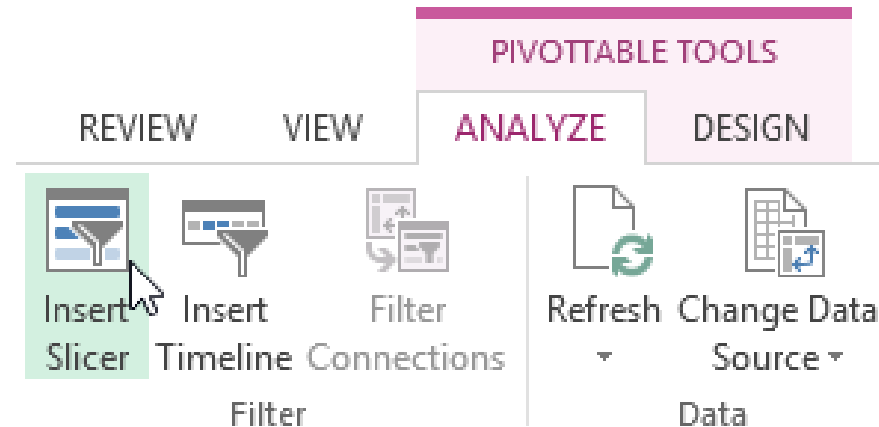 PIVOTTABLE TOOLS
REVIEW VIEW ANALYZE DESIGN
Insert Insert Filter Refresh Change Data
Slicer Timeline Connections Source
Filter Data